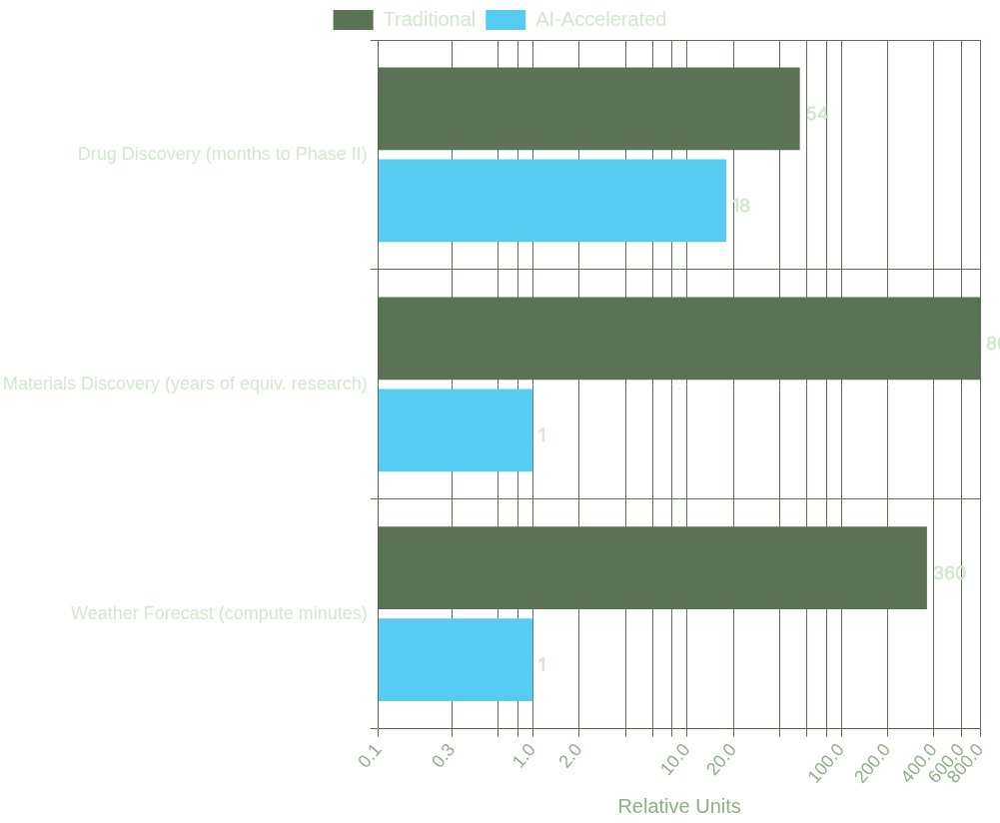 Traditional AI-Accelerated
54
Drug Discovery (months to Phase II)
18
Materials Discovery (years of equiv. research)
1
360
Weather Forecast (compute minutes)
1
0.1 0.3 1.0 2.0 10.0 20.0 100.0 200.0 400.0 600.0 800.0
Relative Units